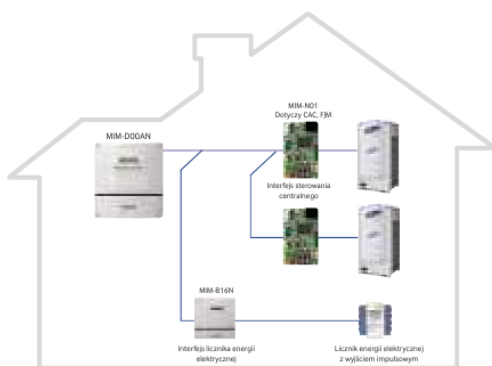 MIM-N01
Dotyczy CAC, FJM
MIM-D00AN
Interfejs sterowania
centralnego
MIM-B16N
Interfejs licznika energii
elektrycznej
Licznik energii elektrycznej
z wyjściem impulsowym